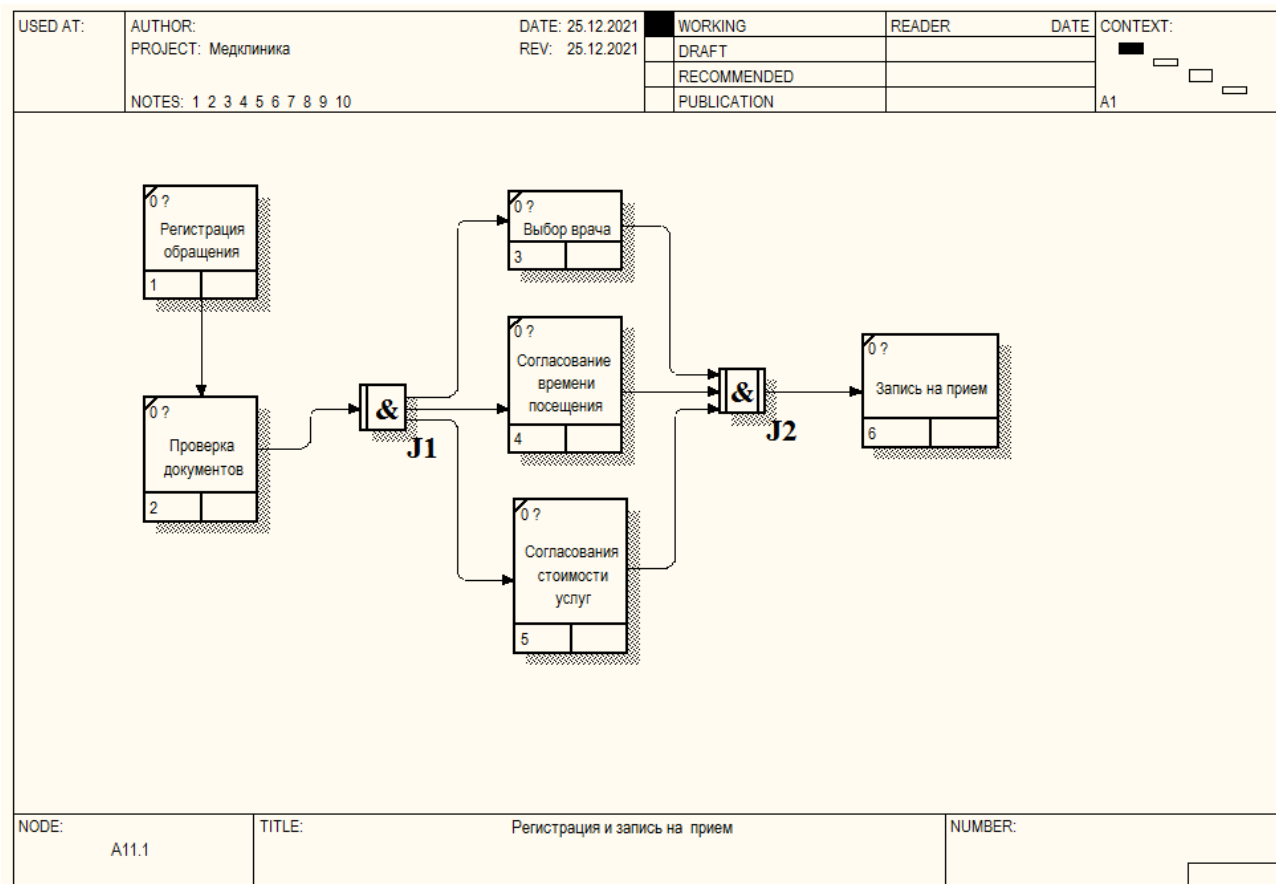 USED AT:
AUTHOR:
DATE: 25.12.2021
PROJECT: Медклиника
REV: 25.12.2021
NOTES: 1 2 3 4 5 6 7 8 9 10
WORKING
DRAFT
RECOMMENDED
PUBLICATION
READER
DATE
CONTEXT:
A1
0 ?
Регистрация
обращения
1
0 ?
Проверка
документов
2
&
J1
0 ?
Выбор врача
3
0 ?
Согласование
времени
посещения
4
0 ?
Согласования
стоимости
услуг
5
&
J2
0 ?
Запись на прием
6
NODE:
A11.1
TITLE:
Регистрация и запись на прием
NUMBER: